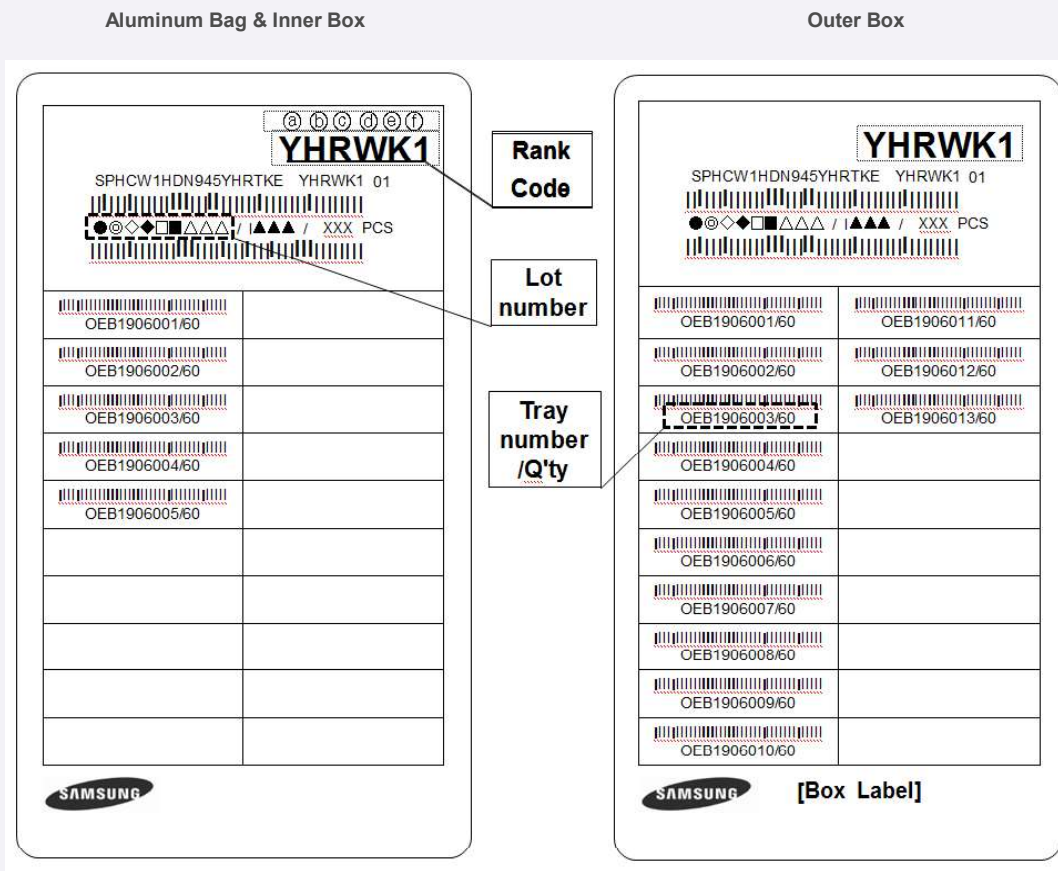 Aluminum Bag & Inner Box
ⓐ ⓑ ⓒ ⓓ ⓔ ⓕ
YHRWK1
SPHCW1HDN945YHRTKE YHRWK1 01
●◎◇◆□■△△△ / I▲▲▲ / XXX PCS
OEB1906001/60
OEB1906002/60
OEB1906003/60
OEB1906004/60
OEB1906005/60
SAMSUNG
Rank
Code
Lot
number
Tray
number
/Q'ty
Outer Box
YHRWK1
SPHCW1HDN945YHRTKE YHRWK1 01
●◎◇◆□■△△△ / I▲▲▲ / XXX PCS
OEB1906001/60 OEB1906011/60
OEB1906002/60 OEB1906012/60
OEB1906003/60 OEB1906013/60
OEB1906004/60
OEB1906005/60
OEB1906006/60
OEB1906007/60
OEB1906008/60
OEB1906009/60
OEB1906010/60
SAMSUNG [Box Label]